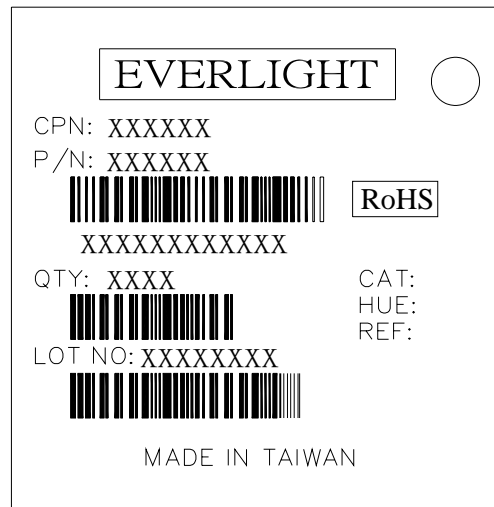 EVERLIGHT
CPN: XXXXXX
P/N: XXXXXX
RoHS
XXXXXXXXXXXX
QTY: XXXX
CAT:
HUE:
REF:
LOT NO: XXXXXXXX
MADE IN TAIWAN